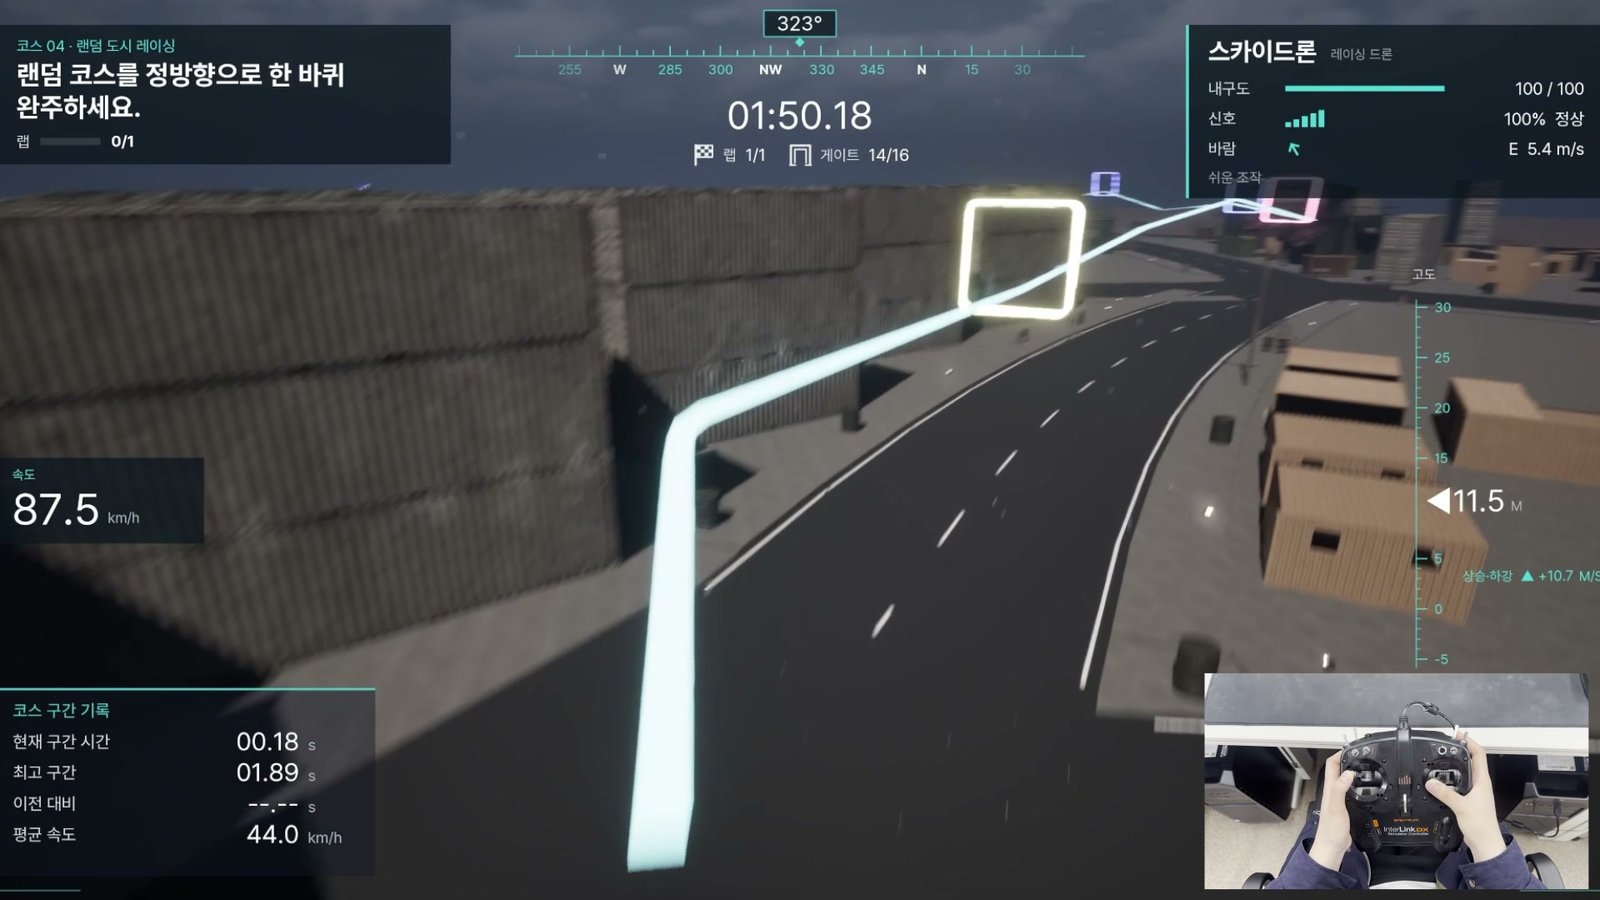 코스 04 · 랜덤 도시 레이싱
랜덤 코스를 정방향으로 한 바퀴
완주하세요.
랩 0/1
323°
255 W 285 300 NW 330 345 N 15 30
01:50.18
랩 1/1 게이트 14/16
스카이드론 레이싱 드론
내구도 100 / 100
신호 100% 정상
바람 E 5.4 m/s
쉬운 조작
고도
30
25
20
15
11.5 M
5
상승·하강 ▲ +10.7 M/S
0
-5
속도
87.5 km/h
코스 구간 기록
현재 구간 시간 00.18 s
최고 구간 01.89 s
이전 대비 --.-- s
평균 속도 44.0 km/h
SPEKTRUM
InterLink DX
Simulator Controller